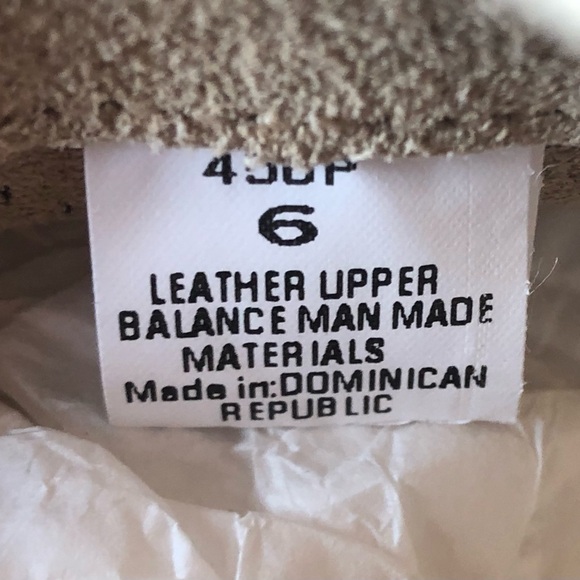 6
LEATHER UPPER
BALANCE MAN MADE
MATERIALS
Made in:DOMINICAN
REPUBLIC